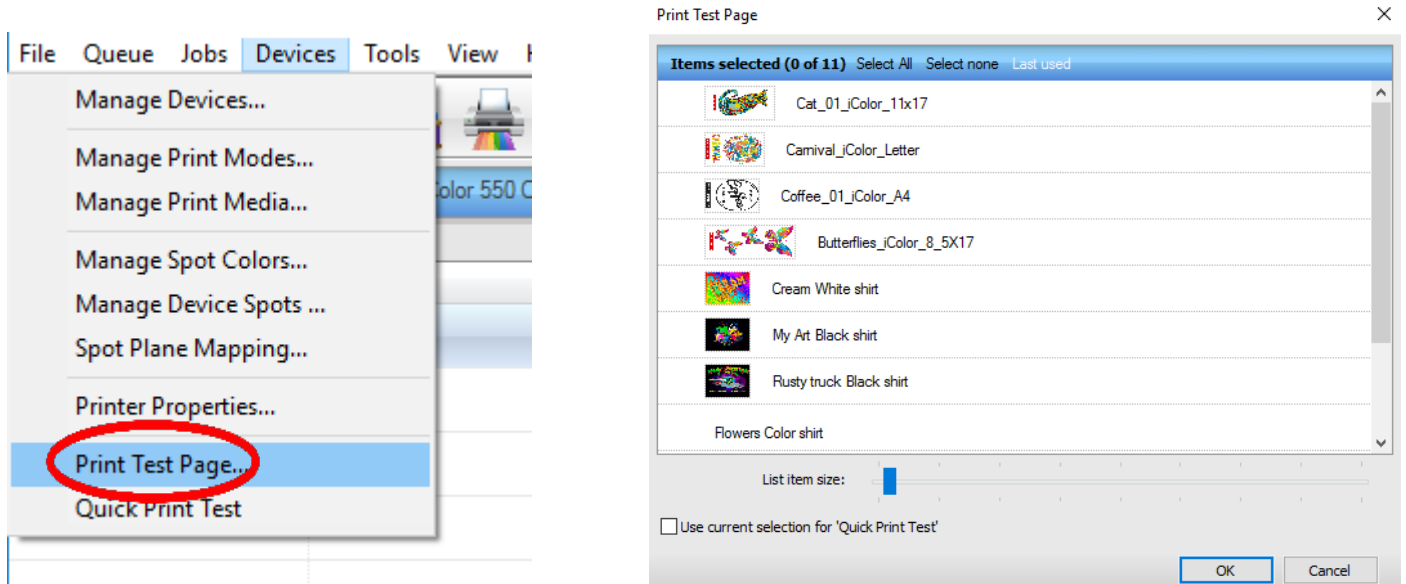 File Queue Jobs Devices Tools View
Manage Devices...
Manage Print Modes...
Manage Print Media...
Manage Spot Colors...
Manage Device Spots ...
Spot Plane Mapping...
Printer Properties...
Print Test Page...
Quick Print Test
Color 550
Print Test Page
Items selected (0 of 11) Select All Select none Last used
Cat_01_iColor_11x17
Carnival_iColor_Letter
Coffee_01_iColor_A4
Butterflies_iColor_8_5X17
Cream White shirt
My Art Black shirt
Rusty truck Black shirt
Flowers Color shirt
List item size:
Use current selection for 'Quick Print Test'
OK Cancel